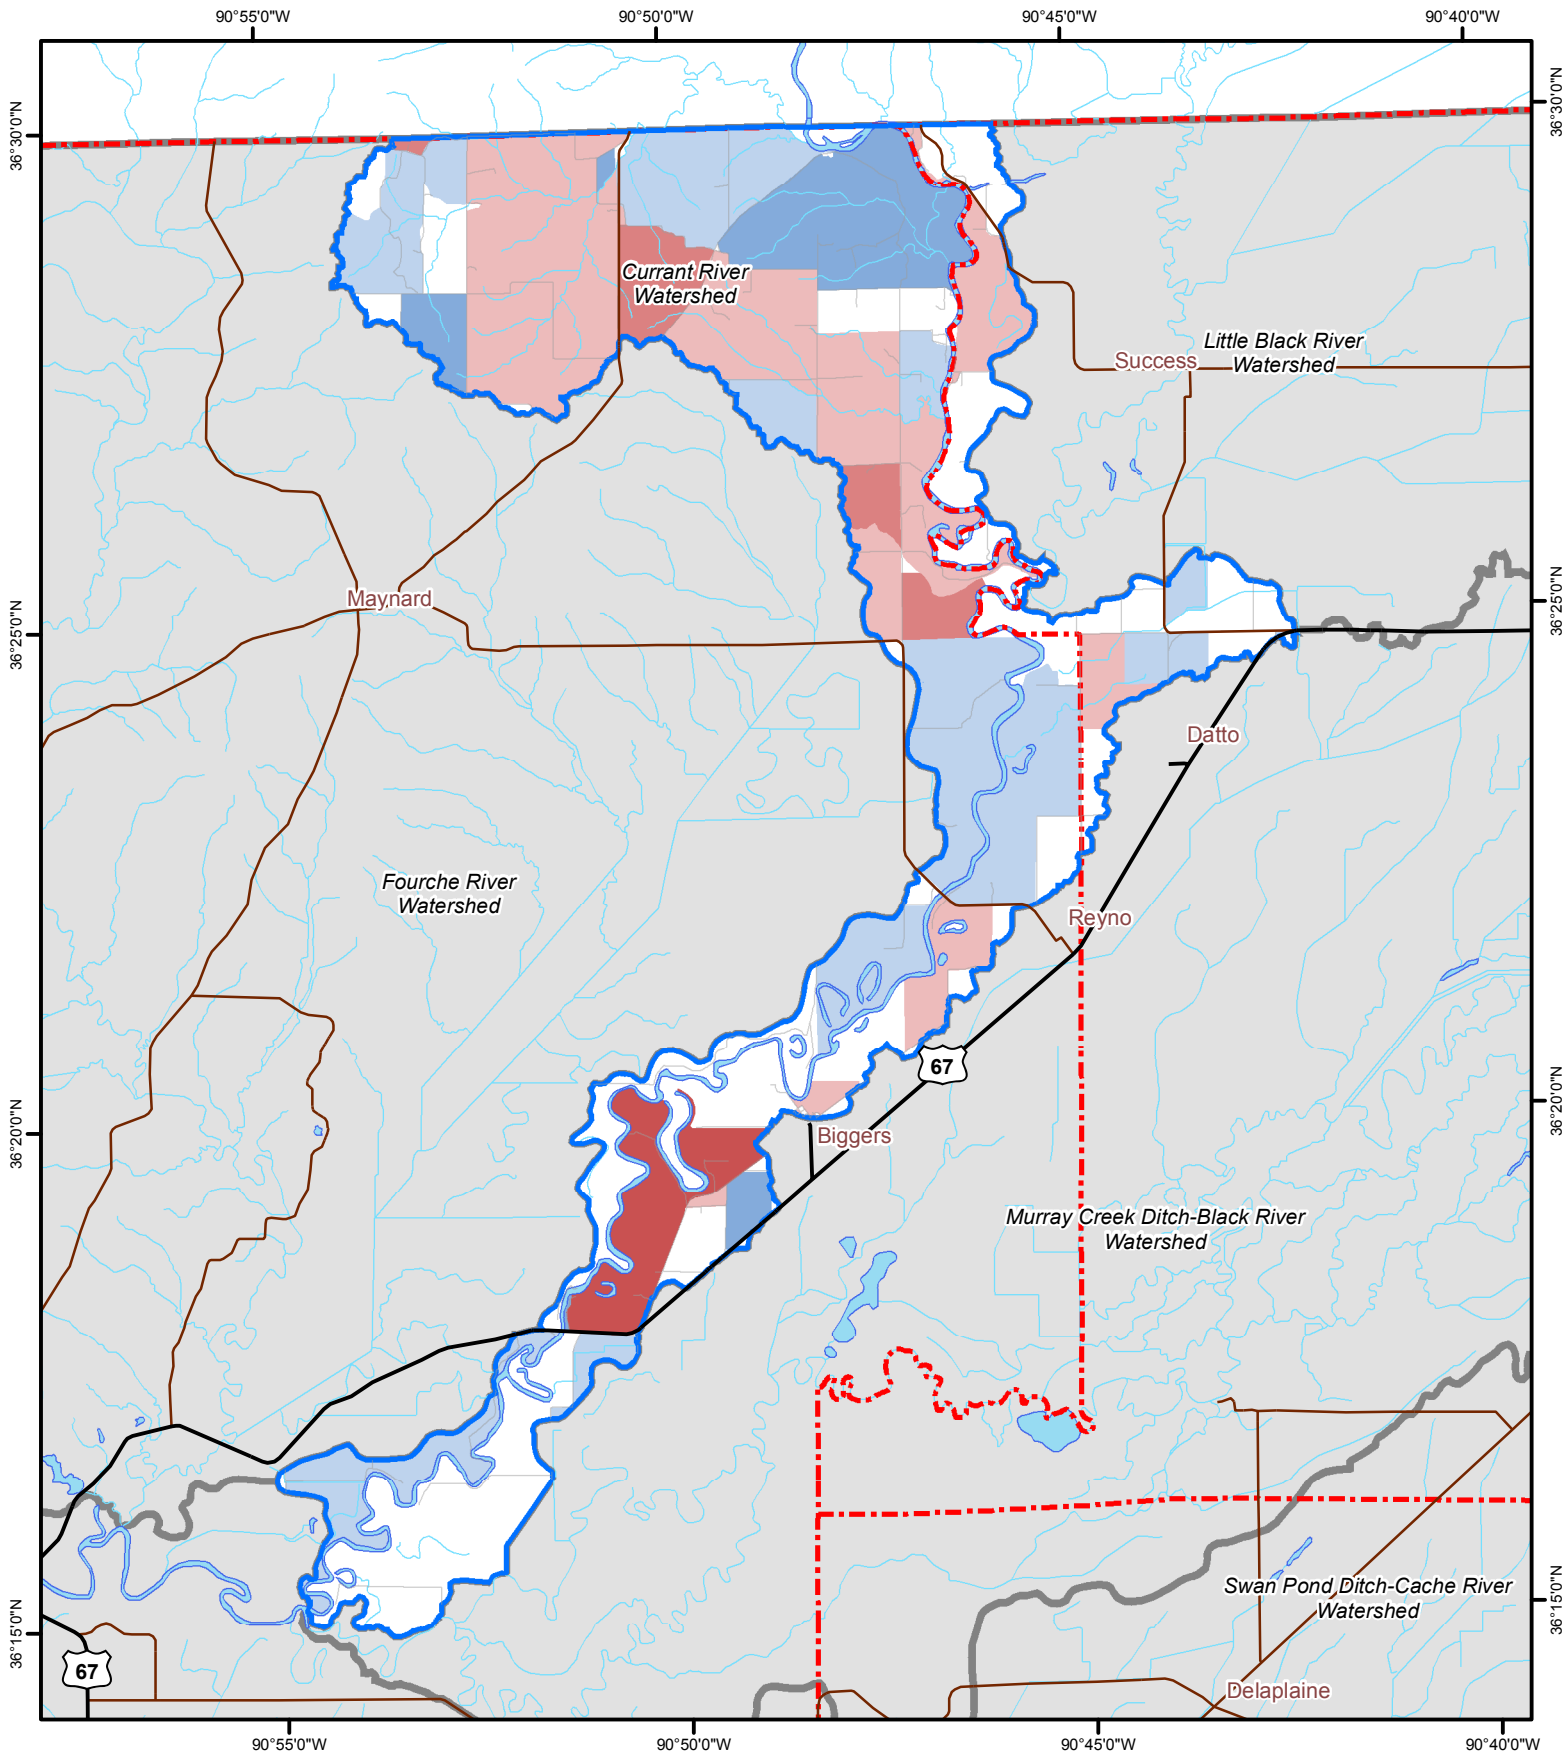 90°55'0"W
90°50'0"W
90°45'0"W
90°40'0"W
36°30'0"N
36°30'0"N
Currant River
Watershed
Little Black River
Watershed
Success
Maynard
36°25'0"N
36°25'0"N
Datto
Fourche River
Watershed
Reyno
67
36°20'0"N
36°20'0"N
Biggers
Murray Creek Ditch-Black River
Watershed
Swan Pond Ditch-Cache River
Watershed
36°15'0"N
36°15'0"N
67
Delaplaine
90°55'0"W
90°50'0"W
90°45'0"W
90°40'0"W